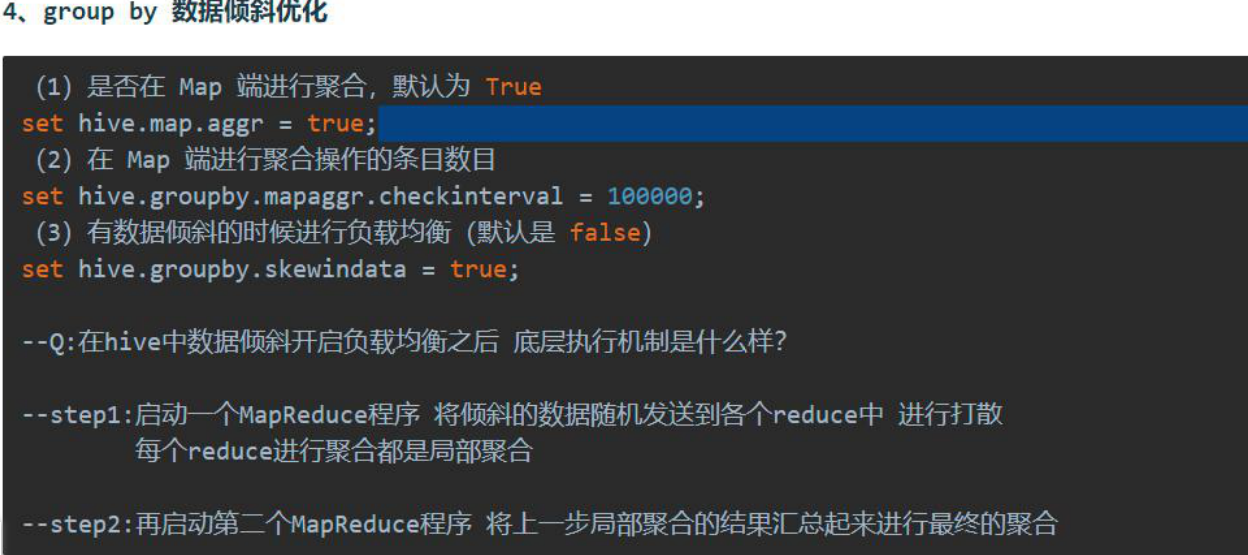 4、group by 数据倾斜优化
(1) 是否在 Map 端进行聚合，默认为 True
set hive.map.aggr = true;
(2) 在 Map 端进行聚合操作的条目数目
set hive.groupby.mapaggr.checkinterval = 100000;
(3) 有数据倾斜的时候进行负载均衡（默认是 false）
set hive.groupby.skewindata = true;
--Q:在hive中数据倾斜开启负载均衡之后 底层执行机制是什么样?
--step1:启动一个MapReduce程序 将倾斜的数据随机发送到各个reduce中 进行打散
每个reduce进行聚合都是局部聚合
--step2:再启动第二个MapReduce程序 将上一步局部聚合的结果汇总起来进行最终的聚合